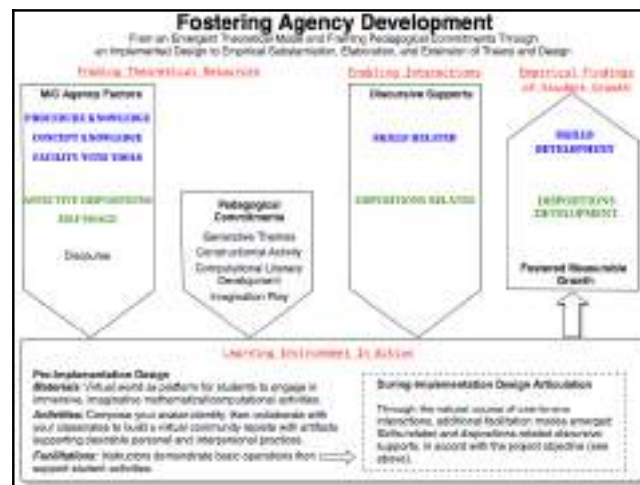 Fostering Agency Development
From an Emergent Theoretical Model and Framing Pedagogical Commitments Through
an Implemented Design to Empirical Substantiation, Elaboration, and Extension of Theory and Design
Framing Theoretical Resources
Enabling Interactions
Empirical Findings
of Student Growth
Agency Factors
PROCEDURE KNOWLEDGE
CONCEPT KNOWLEDGE
FACILITY WITH TOOLS
AFFECTIVE DISPOSITIONS
SELF-IMAGE
Discourse
Pedagogical
Commitments
Generative Themes
Constructionist Activity
Computational Literacy
Development
Imagination Play
Discursive Supports
SKILLS RELATED
DISPOSITIONS RELATED
SKILLS
DEVELOPMENT
DISPOSITIONS
DEVELOPMENT
Fostered Measurable
Growth
Learning Environment In Action
Pre-Implementation Design
Materials: Virtual world as platform for students to engage in
immersive, imaginative mathematical/computational activities.
Activities: Compose your avatar identity, then collaborate with
your classmates to build a virtual community replete with artifacts
supporting desirable personal and interpersonal practices.
Facilitations: Instructors demonstrate basic operations then
support student activities.
During-Implementation Design Articulation
Through the natural course of one-to-one
interactions, additional facilitation modes emerged:
Skills-related and dispositions-related discursive
supports, in accord with the project objective (see
above).